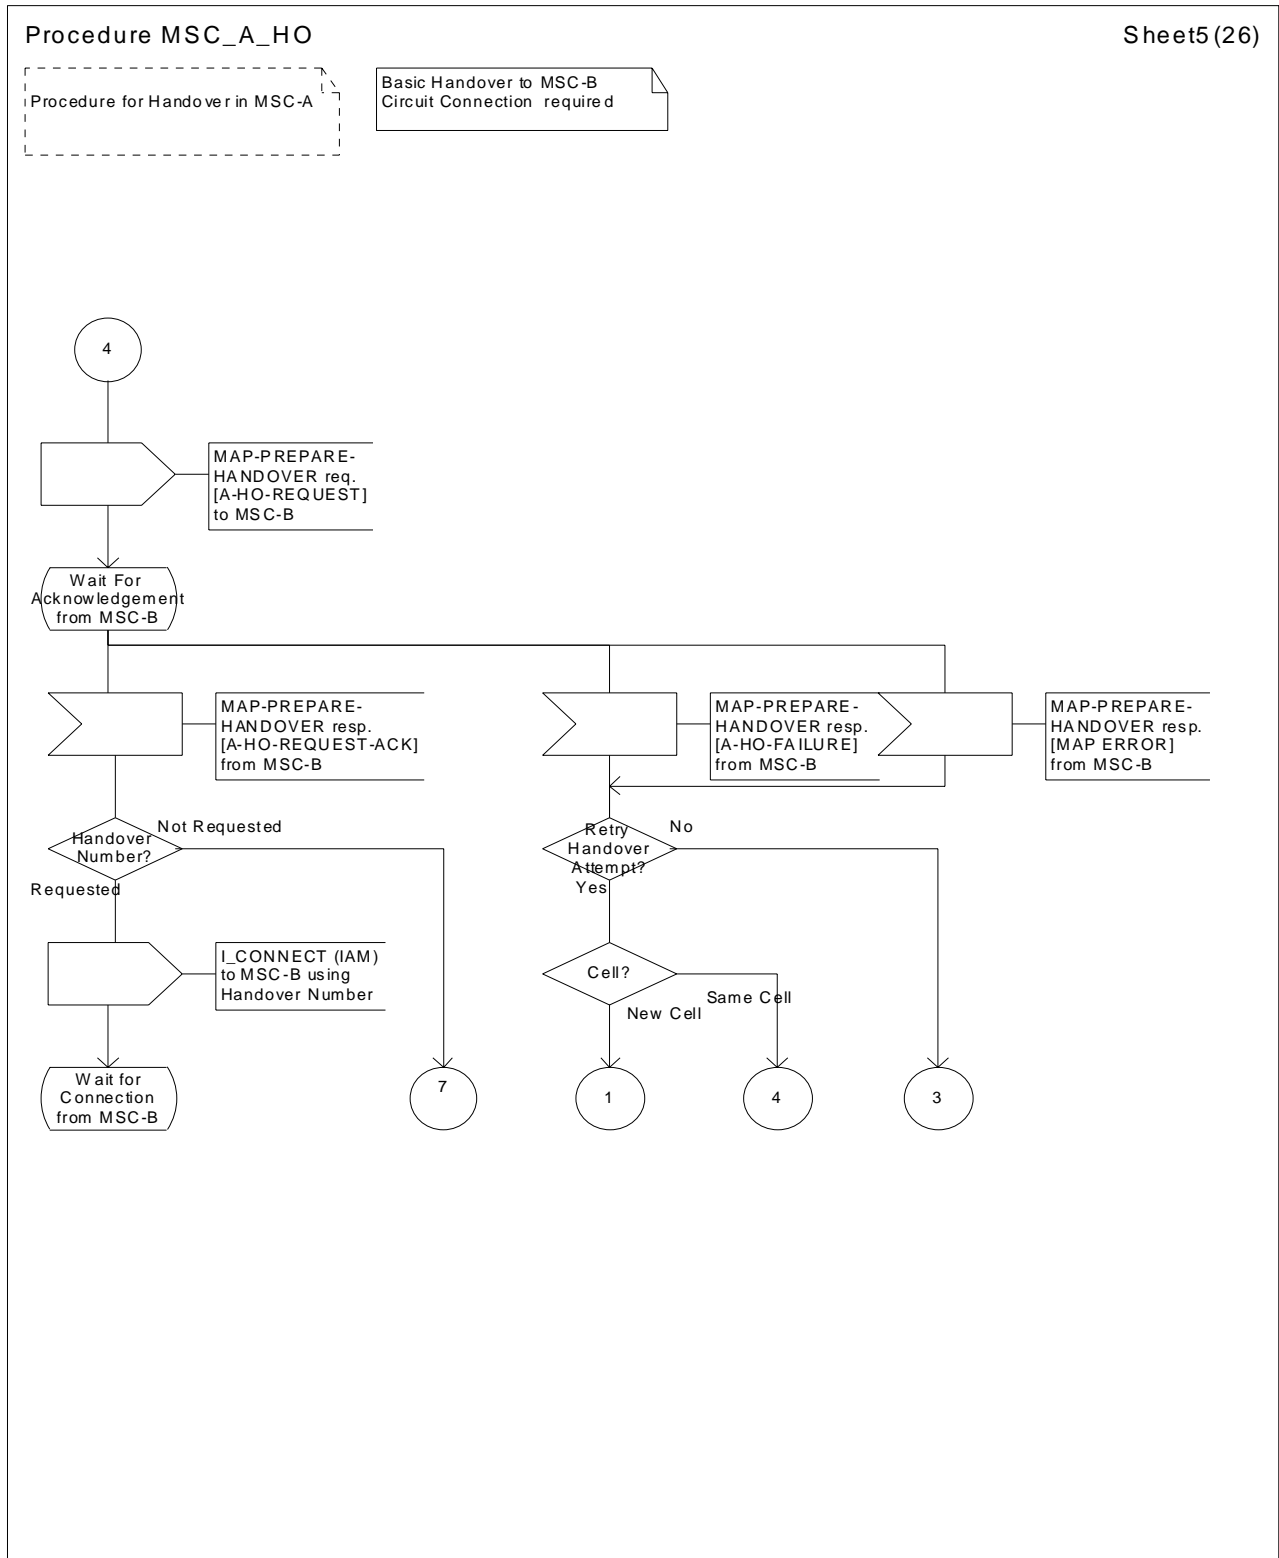 Procedure MSC_A_HO
Sheet5(26)
Procedure for Handover in MSC-A
Basic Handover to MSC-B
Circuit Connection required
4
MAP-PREPARE-
HANDOVER req.
[A-HO-REQUEST]
to MSC-B
Wait For
Acknowledgement
from MSC-B
MAP-PREPARE-
HANDOVER resp.
[A-HO-REQUEST-ACK]
from MSC-B
MAP-PREPARE-
HANDOVER resp.
[A-HO-FAILURE]
from MSC-B
MAP-PREPARE-
HANDOVER resp.
[MAP ERROR]
from MSC-B
Handover
Number?
Not Requested
Requested
Retry
Handover
Attempt?
No
Yes
I_CONNECT (IAM)
to MSC-B using
Handover Number
Cell?
Same Cell
New Cell
Wait for
Connection
from MSC-B
7
1
4
3